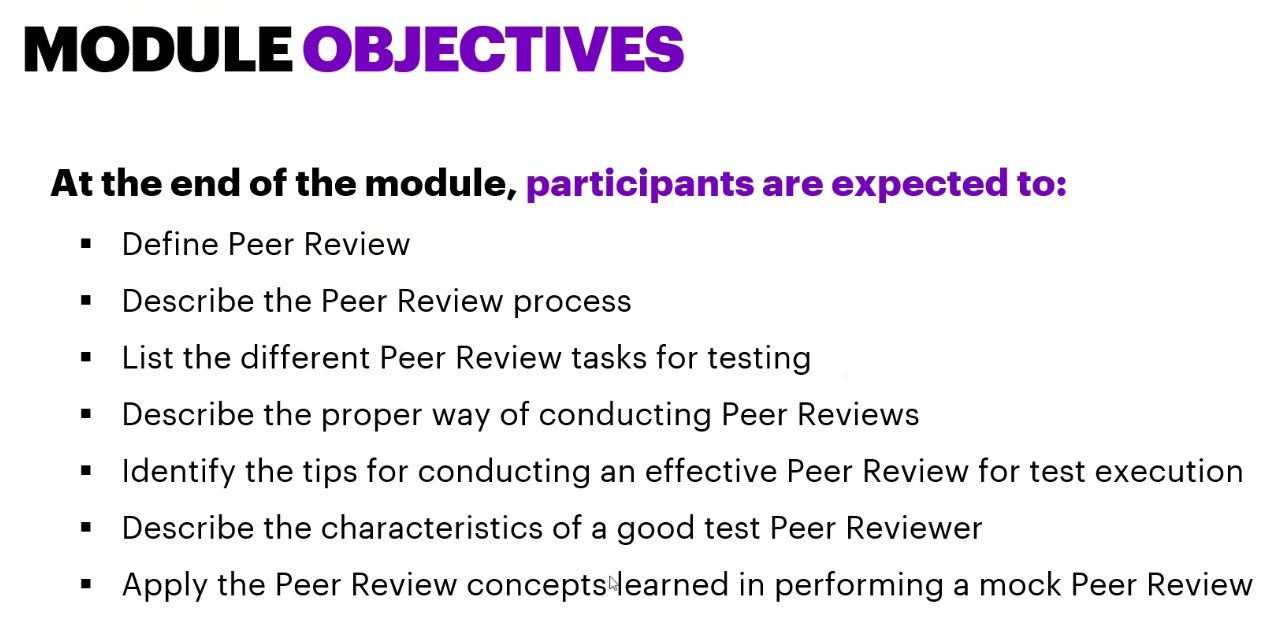 MODULE OBJECTIVES
At the end of the module, participants are expected to:
▪ Define Peer Review
▪ Describe the Peer Review process
▪ List the different Peer Review tasks for testing
▪ Describe the proper way of conducting Peer Reviews
▪ Identify the tips for conducting an effective Peer Review for test execution
▪ Describe the characteristics of a good test Peer Reviewer
▪ Apply the Peer Review concepts learned in performing a mock Peer Review